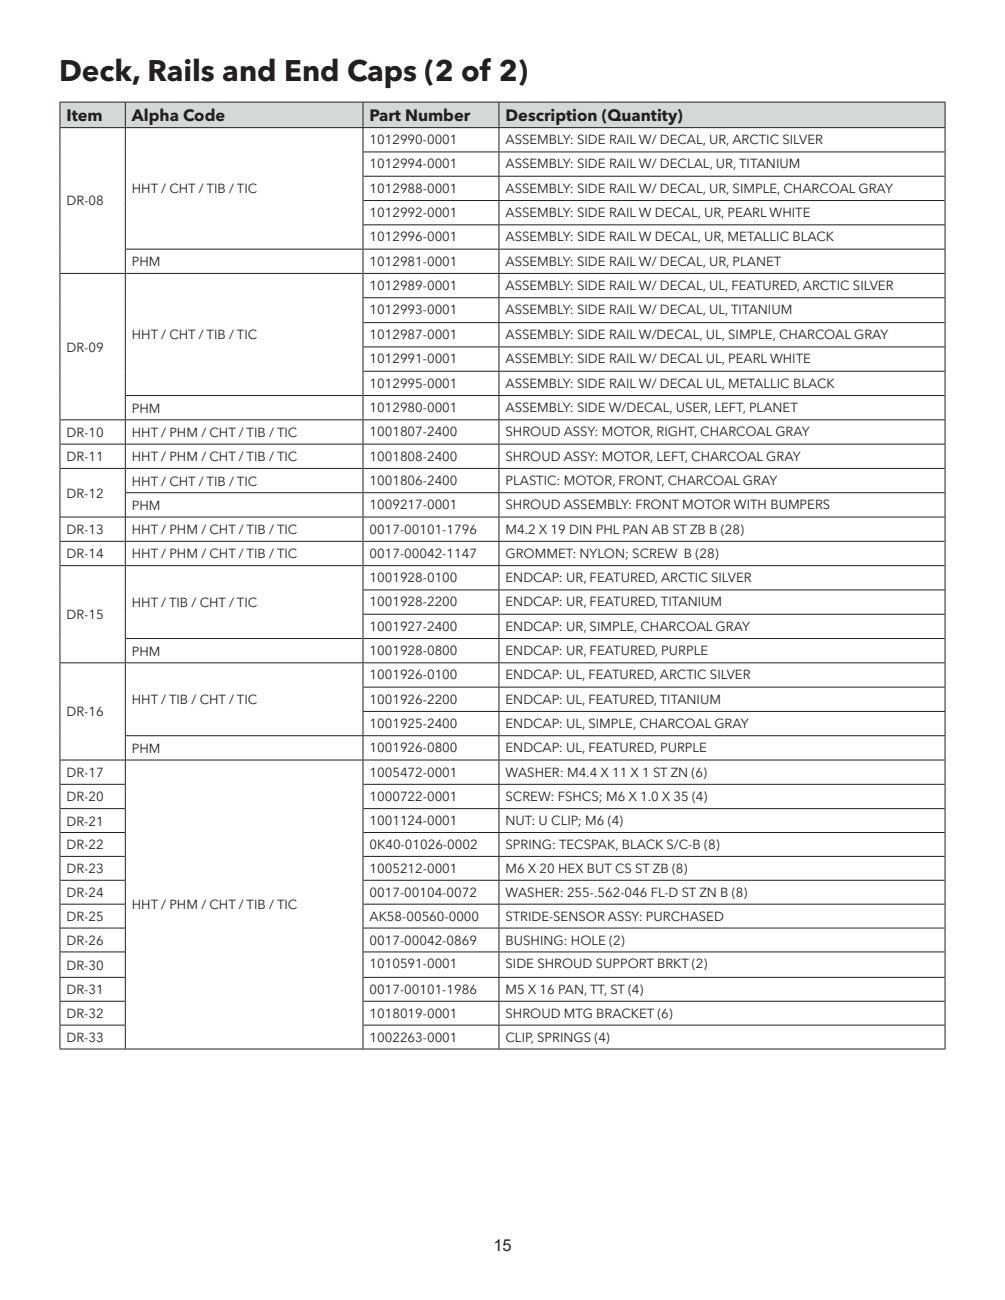 Deck, Rails and End Caps (2 of 2)
Item Alpha Code Part Number Description (Quantity)
DR-08 HHT / CHT / TIB / TIC 1012990-0001 ASSEMBLY: SIDE RAIL W/ DECAL, UR, ARCTIC SILVER
1012994-0001 ASSEMBLY: SIDE RAIL W/ DECLAL, UR, TITANIUM
1012988-0001 ASSEMBLY: SIDE RAIL W/ DECAL, UR, SIMPLE, CHARCOAL GRAY
1012992-0001 ASSEMBLY: SIDE RAIL W DECAL, UR, PEARL WHITE
1012996-0001 ASSEMBLY: SIDE RAIL W DECAL, UR, METALLIC BLACK
PHM 1012981-0001 ASSEMBLY: SIDE RAIL W/ DECAL, UR, PLANET
DR-09 HHT / CHT / TIB / TIC 1012989-0001 ASSEMBLY: SIDE RAIL W/ DECAL, UL, FEATURED, ARCTIC SILVER
1012993-0001 ASSEMBLY: SIDE RAIL W/ DECAL, UL, TITANIUM
1012987-0001 ASSEMBLY: SIDE RAIL W/DECAL, UL, SIMPLE, CHARCOAL GRAY
1012991-0001 ASSEMBLY: SIDE RAIL W/ DECAL UL, PEARL WHITE
1012995-0001 ASSEMBLY: SIDE RAIL W/ DECAL UL, METALLIC BLACK
PHM 1012980-0001 ASSEMBLY: SIDE W/DECAL, USER, LEFT, PLANET
DR-10 HHT / PHM / CHT / TIB / TIC 1001807-2400 SHROUD ASSY: MOTOR, RIGHT, CHARCOAL GRAY
DR-11 HHT / PHM / CHT / TIB / TIC 1001808-2400 SHROUD ASSY: MOTOR, LEFT, CHARCOAL GRAY
DR-12 HHT / CHT / TIB / TIC 1001806-2400 PLASTIC: MOTOR, FRONT, CHARCOAL GRAY
PHM 1009217-0001 SHROUD ASSEMBLY: FRONT MOTOR WITH BUMPERS
DR-13 HHT / PHM / CHT / TIB / TIC 0017-00101-1796 M4.2 X 19 DIN PHL PAN AB ST ZB B (28)
DR-14 HHT / PHM / CHT / TIB / TIC 0017-00042-1147 GROMMET: NYLON; SCREW B (28)
DR-15 HHT / TIB / CHT / TIC 1001928-0100 ENDCAP: UR, FEATURED, ARCTIC SILVER
1001928-2200 ENDCAP: UR, FEATURED, TITANIUM
1001927-2400 ENDCAP: UR, SIMPLE, CHARCOAL GRAY
PHM 1001928-0800 ENDCAP: UR, FEATURED, PURPLE
DR-16 HHT / TIB / CHT / TIC 1001926-0100 ENDCAP: UL, FEATURED, ARCTIC SILVER
1001926-2200 ENDCAP: UL, FEATURED, TITANIUM
1001925-2400 ENDCAP: UL, SIMPLE, CHARCOAL GRAY
PHM 1001926-0800 ENDCAP: UL, FEATURED, PURPLE
DR-17 HHT / PHM / CHT / TIB / TIC 1005472-0001 WASHER: M4.4 X 11 X 1 ST ZN (6)
DR-20 1000722-0001 SCREW: FSHCS; M6 X 1.0 X 35 (4)
DR-21 1001124-0001 NUT: U CLIP; M6 (4)
DR-22 0K40-01026-0002 SPRING: TECSPAK, BLACK S/C-B (8)
DR-23 1005212-0001 M6 X 20 HEX BUT CS ST ZB (8)
DR-24 0017-00104-0072 WASHER: 255-.562-046 FL-D ST ZN B (8)
DR-25 AK58-00560-0000 STRIDE-SENSOR ASSY: PURCHASED
DR-26 0017-00042-0869 BUSHING: HOLE (2)
DR-30 1010591-0001 SIDE SHROUD SUPPORT BRKT (2)
DR-31 0017-00101-1986 M5 X 16 PAN, TT, ST (4)
DR-32 1018019-0001 SHROUD MTG BRACKET (6)
DR-33 1002263-0001 CLIP, SPRINGS (4)
15